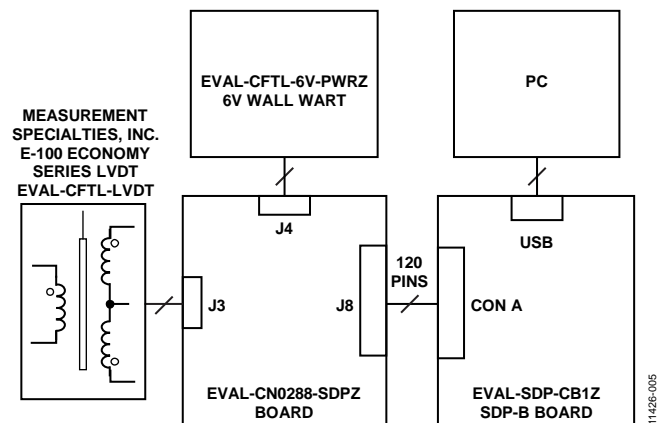 EVAL-CFTL-6V-PWRZ
6V WALL WART
PC
MEASUREMENT
SPECIALTIES, INC.
E-100 ECONOMY
SERIES LVDT
EVAL-CFTL-LVDT
J4
USB
J3
J8
120
PINS
CON A
EVAL-CN0288-SDPZ
BOARD
EVAL-SDP-CB1Z
SDP-B BOARD
11426-005